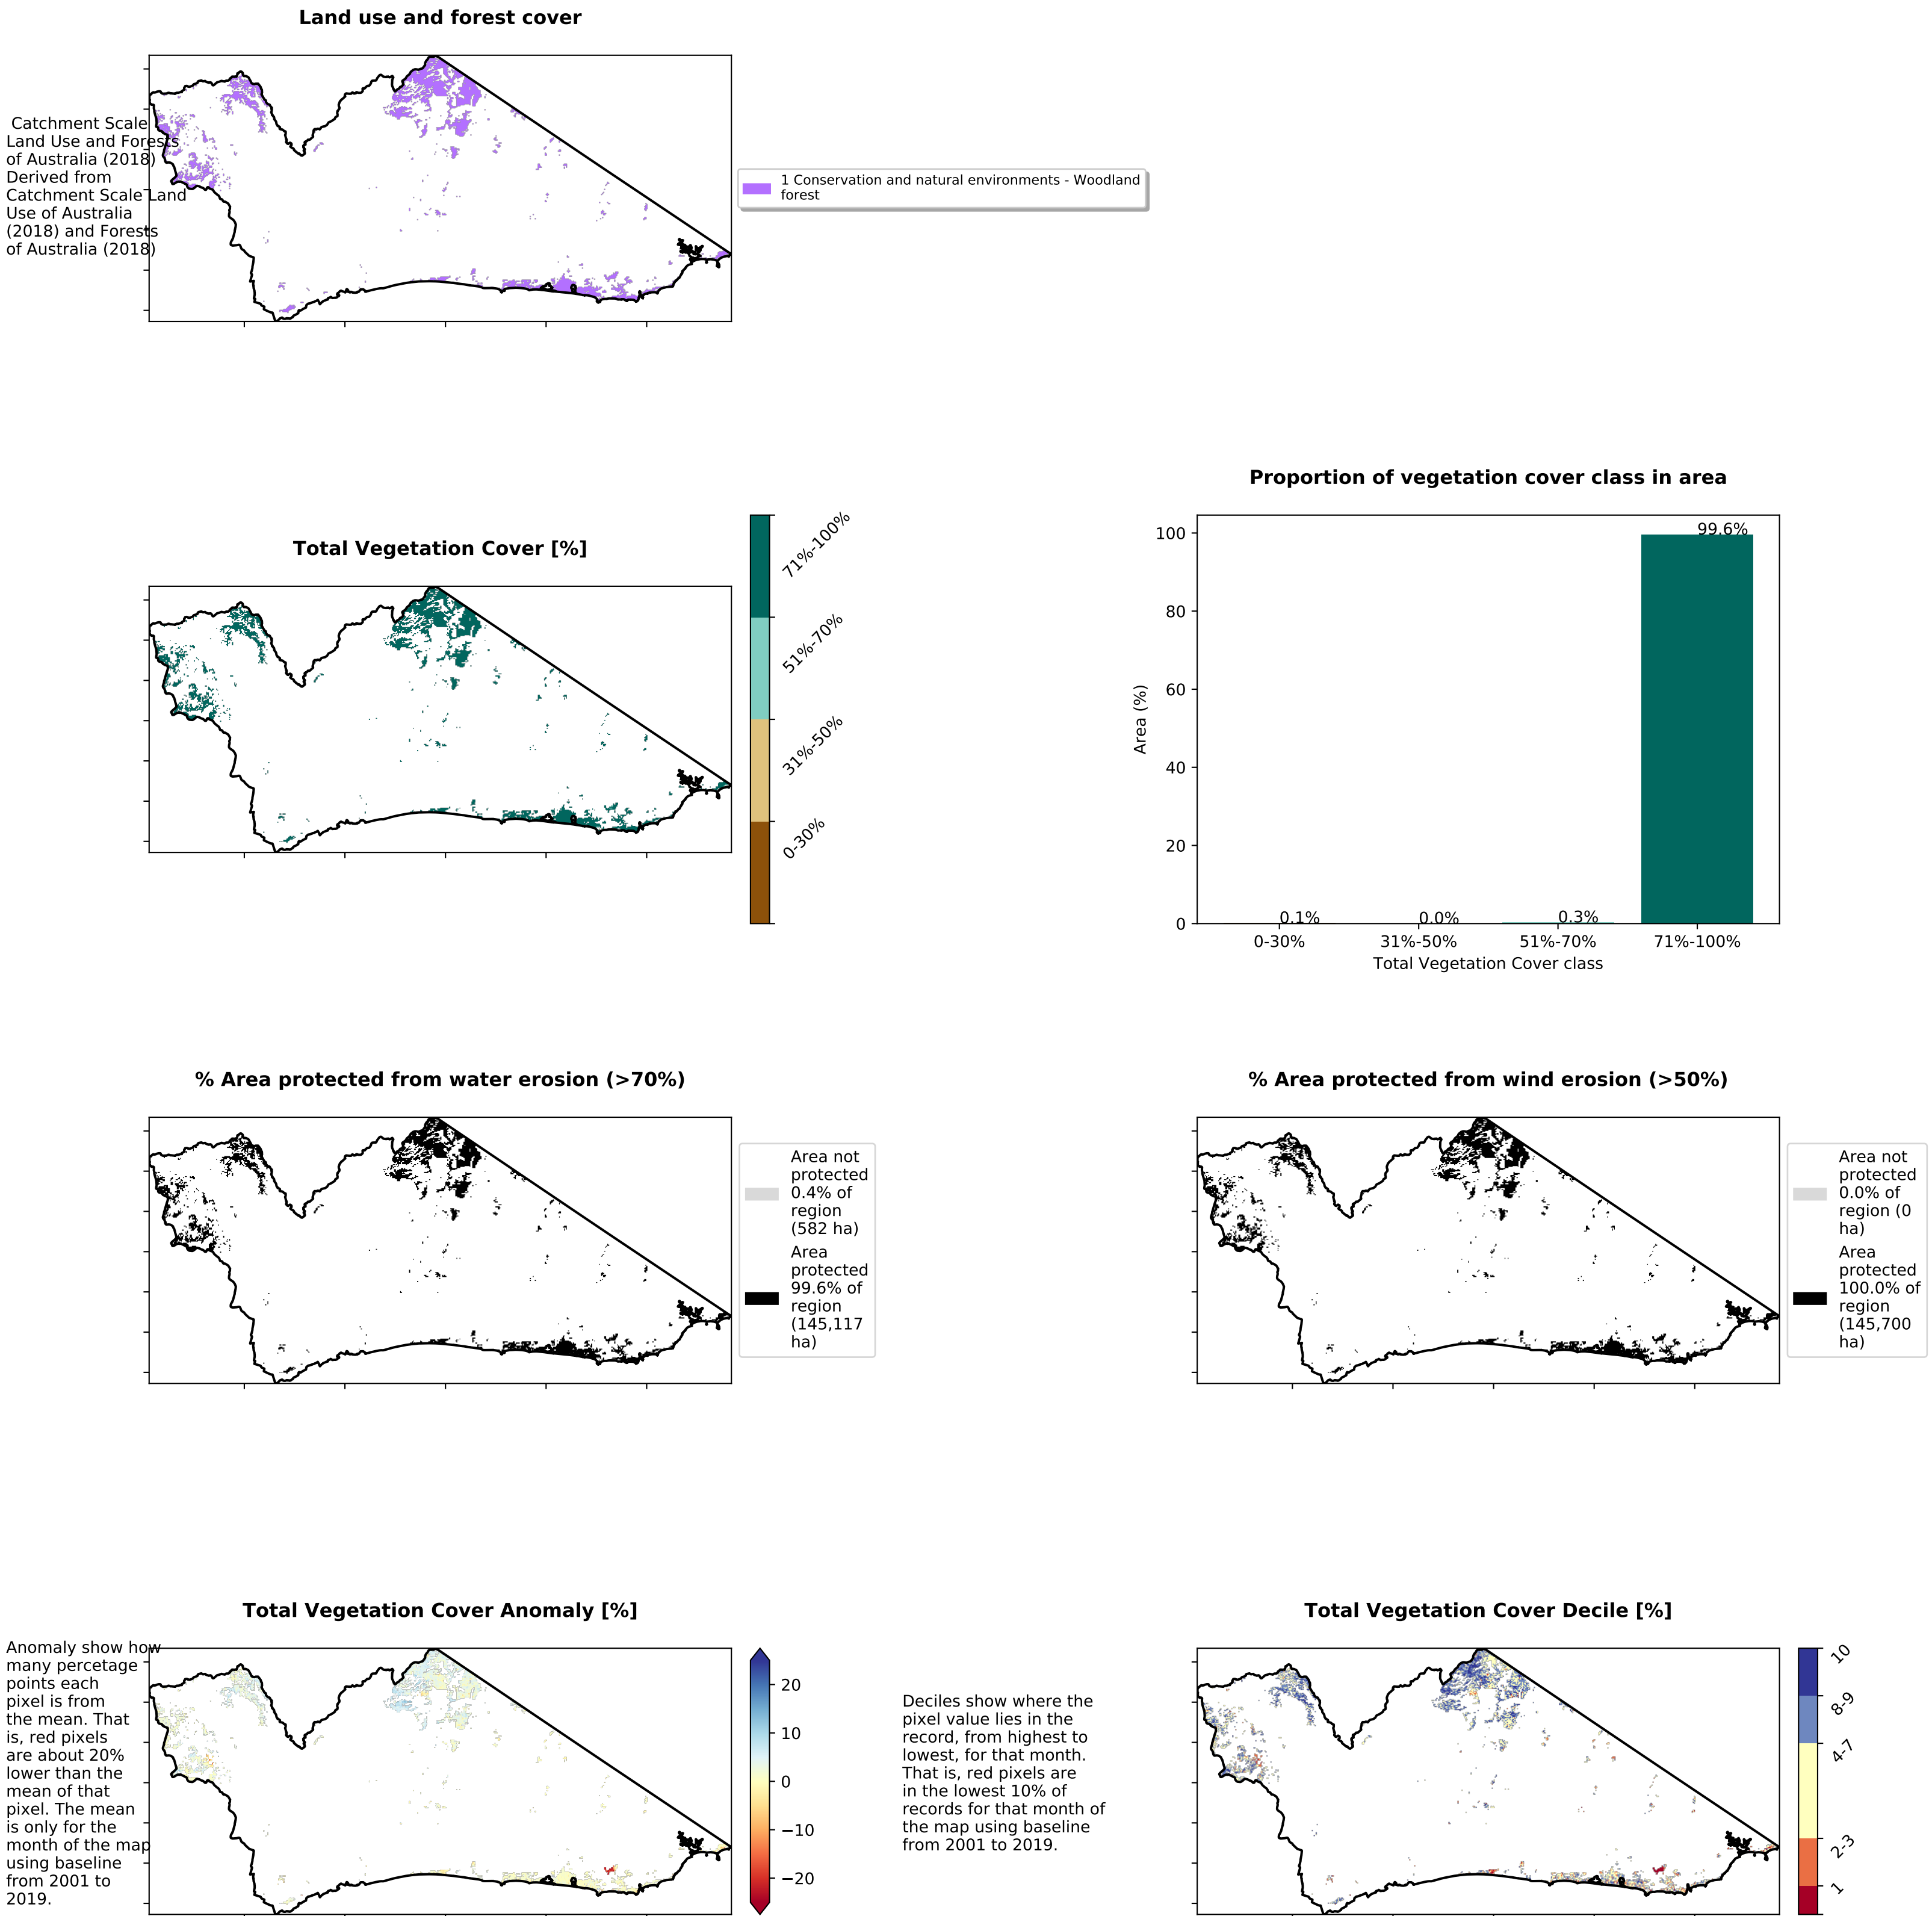 Land use and forest cover
Catchment Scale
Land Use and Forests
of Australia (2018)
Derived from
Catchment Scale Land
Use of Australia
(2018) and Forests
of Australia (2018)
1 Conservation and natural environments - Woodland
forest
Total Vegetation Cover [%]
71%-100%
51%-70%
31%-50%
0-30%
Proportion of vegetation cover class in area
100
80
60
40
20
0
Area (%)
0.1%
0.0%
0.3%
99.6%
0-30%
31%-50%
51%-70%
71%-100%
Total Vegetation Cover class
% Area protected from water erosion (>70%)
Area not
protected
0.4% of
region
(582 ha)
Area
protected
99.6% of
region
(145,117
ha)
% Area protected from wind erosion (>50%)
Area not
protected
0.0% of
region (0
ha)
Area
protected
100.0% of
region
(145,700
ha)
Total Vegetation Cover Anomaly [%]
Anomaly show how
many percetage
points each
pixel is from
the mean. That
is, red pixels
are about 20%
lower than the
mean of that
pixel. The mean
is only for the
month of the map
using baseline
from 2001 to
2019.
20
10
0
−10
−20
Total Vegetation Cover Decile [%]
Deciles show where the
pixel value lies in the
record, from highest to
lowest, for that month.
That is, red pixels are
in the lowest 10% of
records for that month of
the map using baseline
from 2001 to 2019.
10
8-9
4-7
2-3
1